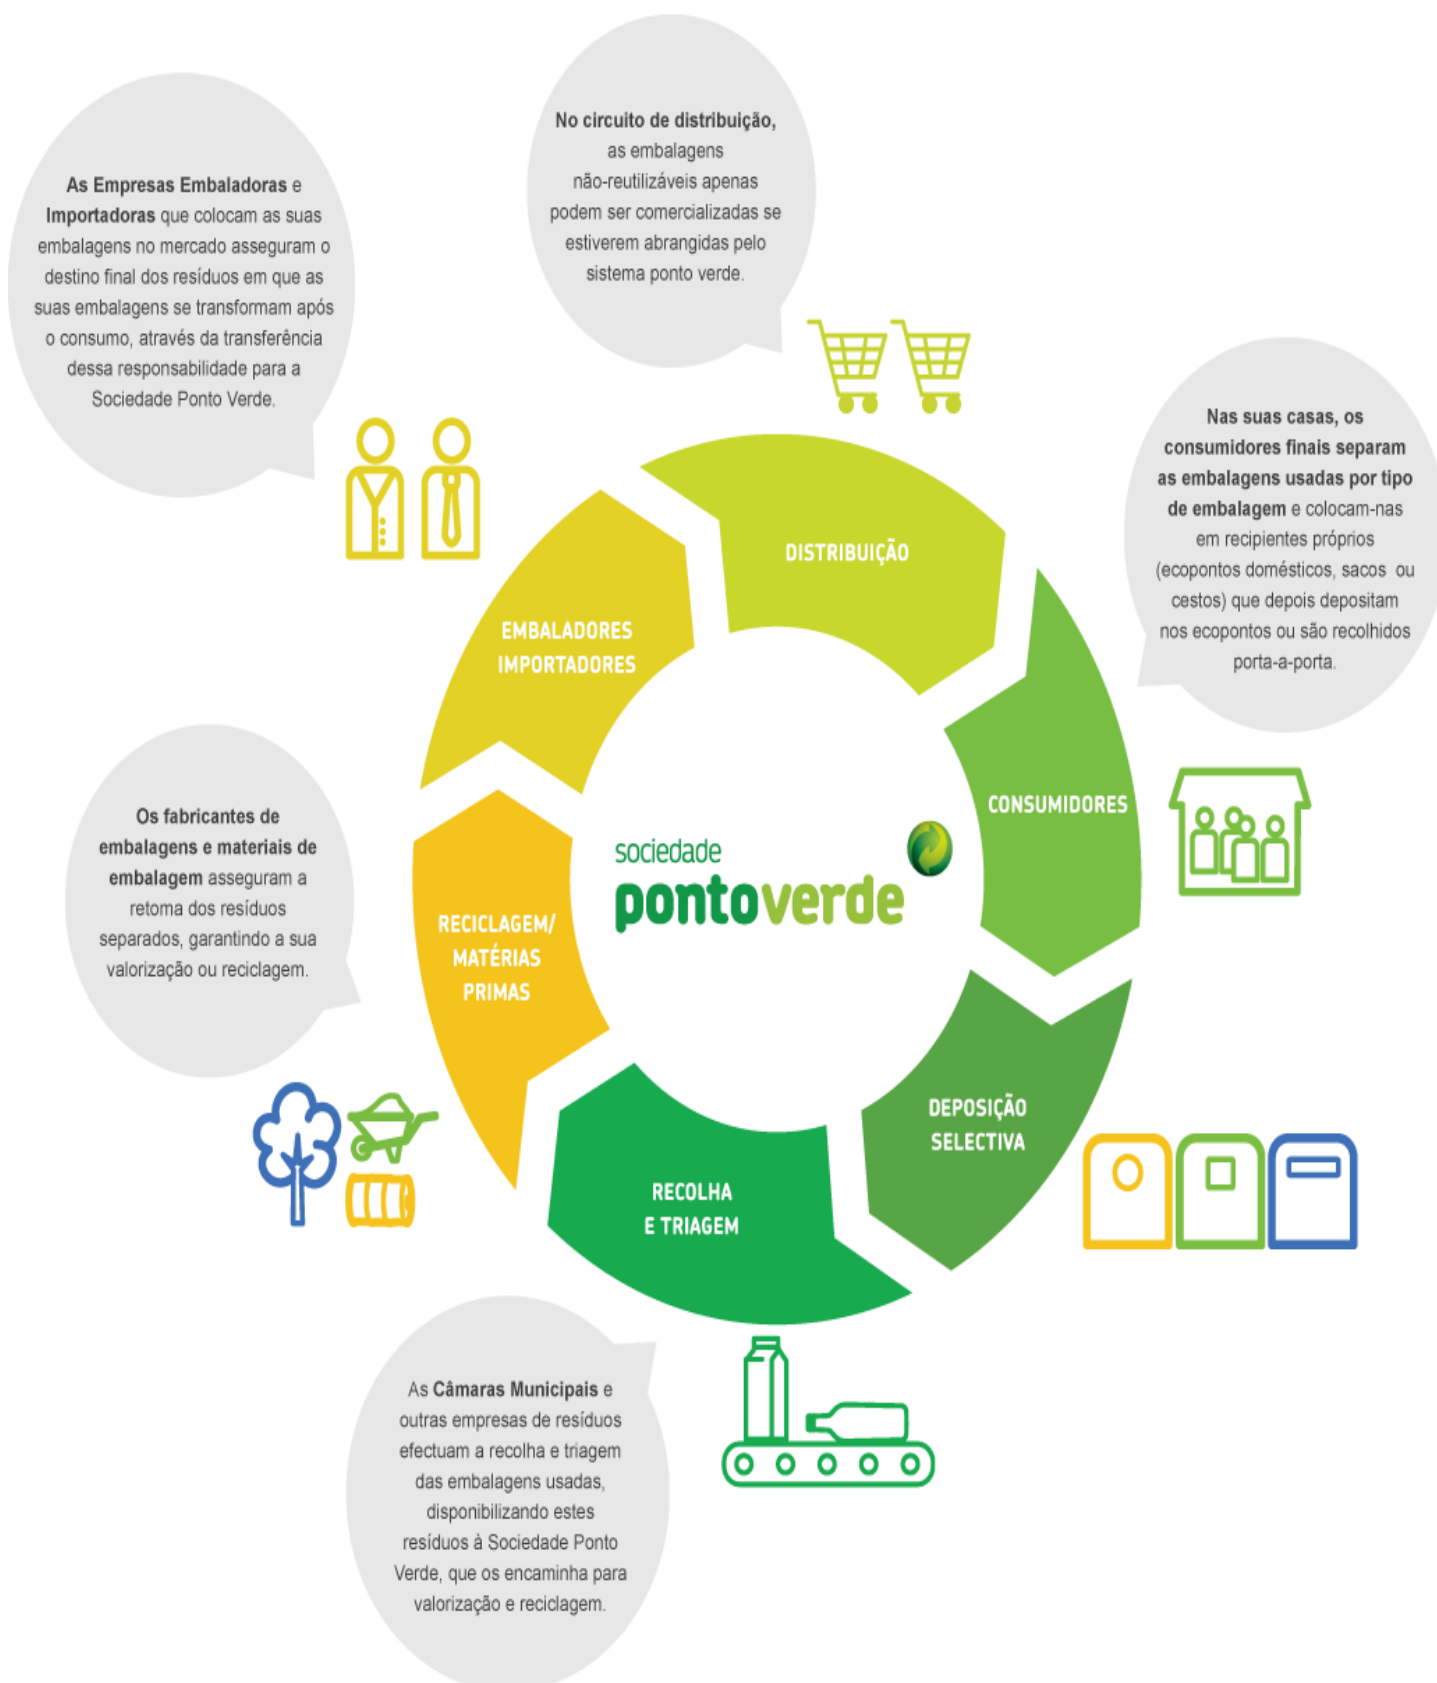 No circuito de distribuição,
as embalagens
não-reutilizáveis apenas
podem ser comercializadas se
estiverem abrangidas pelo
sistema ponto verde.
As Empresas Embaladoras e
Importadoras que colocam as suas
embalagens no mercado asseguram o
destino final dos resíduos em que as
suas embalagens se transformam após
o consumo, através da transferência
dessa responsabilidade para a
Sociedade Ponto Verde.
Nas suas casas, os
consumidores finais separam
as embalagens usadas por tipo
de embalagem e colocam-nas
em recipientes próprios
(ecopontos domésticos, sacos ou
cestos) que depois depositam
nos ecopontos ou são recolhidos
porta-a-porta.
DISTRIBUIÇÃO
EMBALADORES
IMPORTADORES
CONSUMIDORES
sociedade
pontoverde
Os fabricantes de
embalagens e materiais de
embalagem asseguram a
retoma dos resíduos
separados, garantindo a sua
valorização ou reciclagem.
RECICLAGEM/
MATÉRIAS
PRIMAS
DEPOSIÇÃO
SELECTIVA
RECOLHA
E TRIAGEM
As Câmaras Municipais e
outras empresas de resíduos
efectuam a recolha e triagem
das embalagens usadas,
disponibilizando estes
resíduos à Sociedade Ponto
Verde, que os encaminha para
valorização e reciclagem.